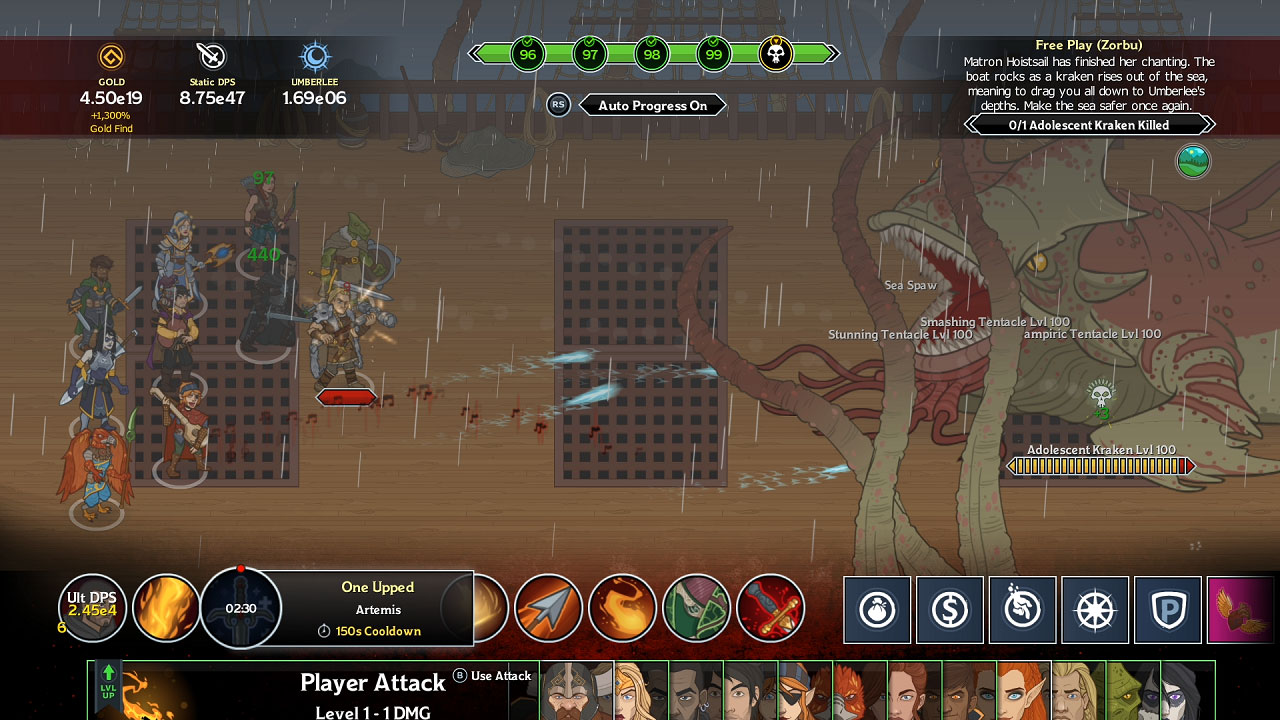 96 97 98 99
Free Play (Zorbu)
Matron Hoistsail has finished her chanting. The
boat rocks as a kraken rises out of the sea,
meaning to drag you all down to Umberlee's
depths. Make the sea safer once again.
0/1 Adolescent Kraken Killed
GOLD
4.50e19
+1,300%
Gold Find
Static DPS
8.75e47
UMBERLEE
1.69e06
RS
Auto Progress On
97
440
Sea Spaw
Smashing Tentacle Lvl 100
Stunning Tentacle Lvl 100
ampiric Tentacle Lvl 100
+3
Adolescent Kraken Lvl 100
Ult DPS
2.45e4
6
02:30
One Upped
Artemis
150s Cooldown
P
LVL
UP
Player Attack
B Use Attack
Level 1 - 1 DMG